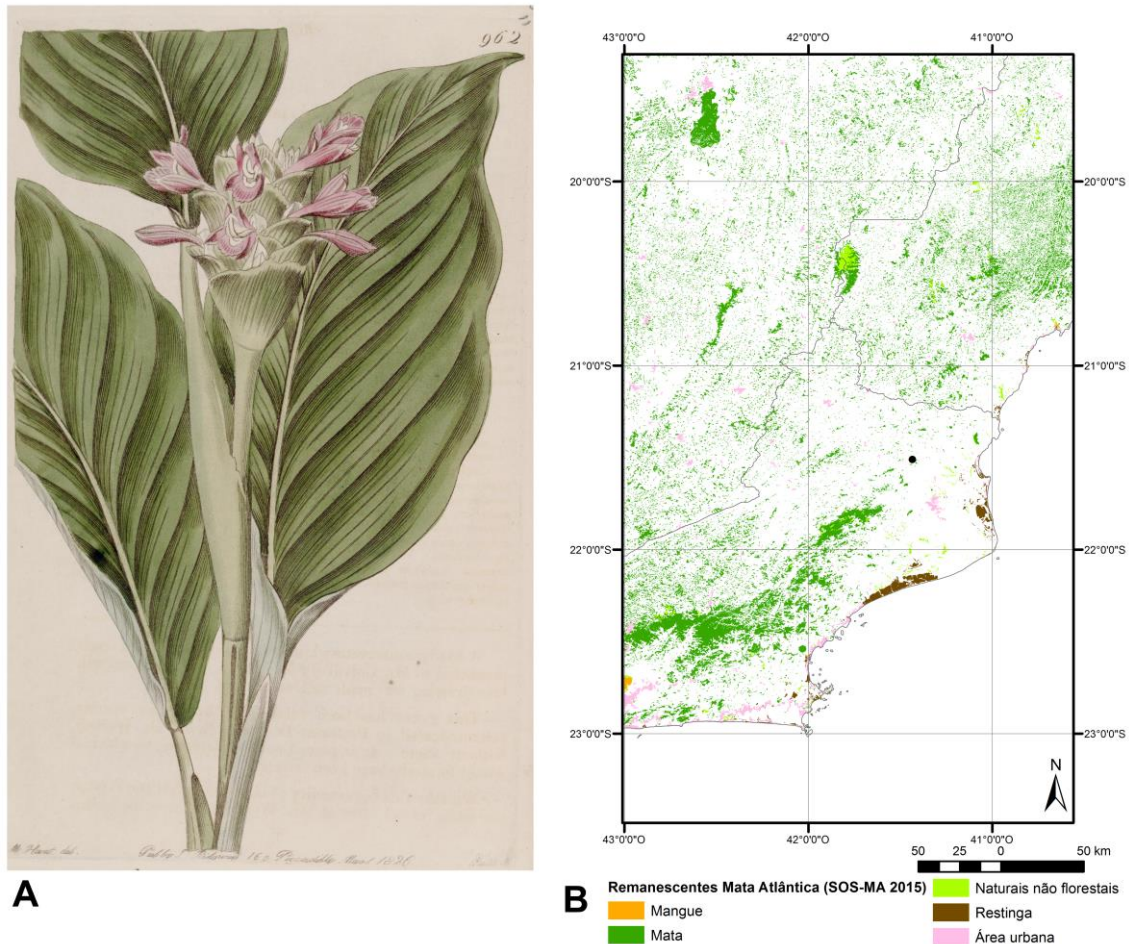 962
43°0'0"O
42°0'0"O
41°0'0"O
20°0'0"S
20°0'0"S
21°0'0"S
21°0'0"S
22°0'0"S
22°0'0"S
23°0'0"S
23°0'0"S
N
43°0'0"O
42°0'0"O
41°0'0"O
50 25 0 50 km
A
B
Remanescentes Mata Atlântica (SOS-MA 2015)
Mangue
Mata
Naturais não florestais
Restinga
Área urbana